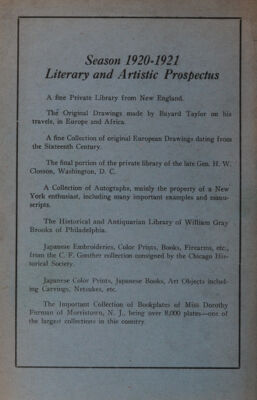 Season 1920-1921
Literary and Artistic Prospectus
A fine Private Library from New England.
The Original Drawings made by Bayard Taylor on his
travels, in Europe and Africa.
A fine Collection of original European Drawings dating from
the Sixteenth Century.
The final portion of the private library of the late Gen. H. W.
Closson, Washington, D. C.
A Collection of Autographs, mainly the property of a New
York enthusiast, including many important examples and manu-
scripts.
The Historical and Antiquarian Library of William Gray
Brooks of Philadelphia.
Japanese Embroideries, Color Prints, Books, Firearms, etc.,
from the C. F. Gunther collection consigned by the Chicago His-
torical Society.
Japanese Color Prints, Japanese Books, Art Objects includ-
ing Carvings, Netsukes, etc.
The Important Collection of Bookplates of Miss Dorothy
Furman of Morristown, N. J., being over 8,000 plates—one of
the largest collections in this country.